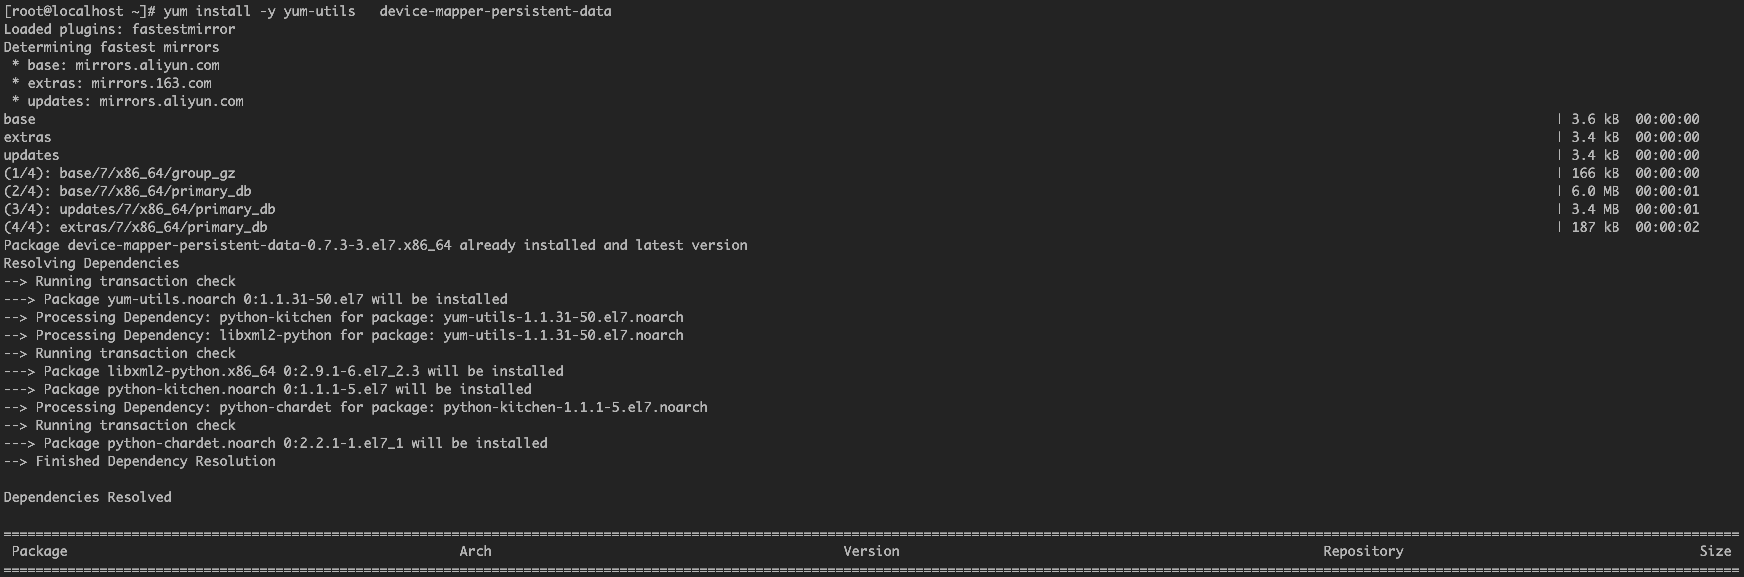 [root@localhost ~]# yum install -y yum-utils   device-mapper-persistent-data
Loaded plugins: fastestmirror
Determining fastest mirrors
 * base: mirrors.aliyun.com
 * extras: mirrors.163.com
 * updates: mirrors.aliyun.com
base | 3.6 kB  00:00:00
extras | 3.4 kB  00:00:00
updates | 3.4 kB  00:00:00
(1/4): base/7/x86_64/group_gz | 166 kB  00:00:00
(2/4): base/7/x86_64/primary_db | 6.0 MB  00:00:01
(3/4): updates/7/x86_64/primary_db | 3.4 MB  00:00:01
(4/4): extras/7/x86_64/primary_db | 187 kB  00:00:02
Package device-mapper-persistent-data-0.7.3-3.el7.x86_64 already installed and latest version
Resolving Dependencies
--> Running transaction check
---> Package yum-utils.noarch 0:1.1.31-50.el7 will be installed
--> Processing Dependency: python-kitchen for package: yum-utils-1.1.31-50.el7.noarch
--> Processing Dependency: libxml2-python for package: yum-utils-1.1.31-50.el7.noarch
--> Running transaction check
---> Package libxml2-python.x86_64 0:2.9.1-6.el7_2.3 will be installed
---> Package python-kitchen.noarch 0:1.1.1-5.el7 will be installed
--> Processing Dependency: python-chardet for package: python-kitchen-1.1.1-5.el7.noarch
--> Running transaction check
---> Package python-chardet.noarch 0:2.2.1-1.el7_1 will be installed
--> Finished Dependency Resolution
Dependencies Resolved
Package Arch Version Repository Size